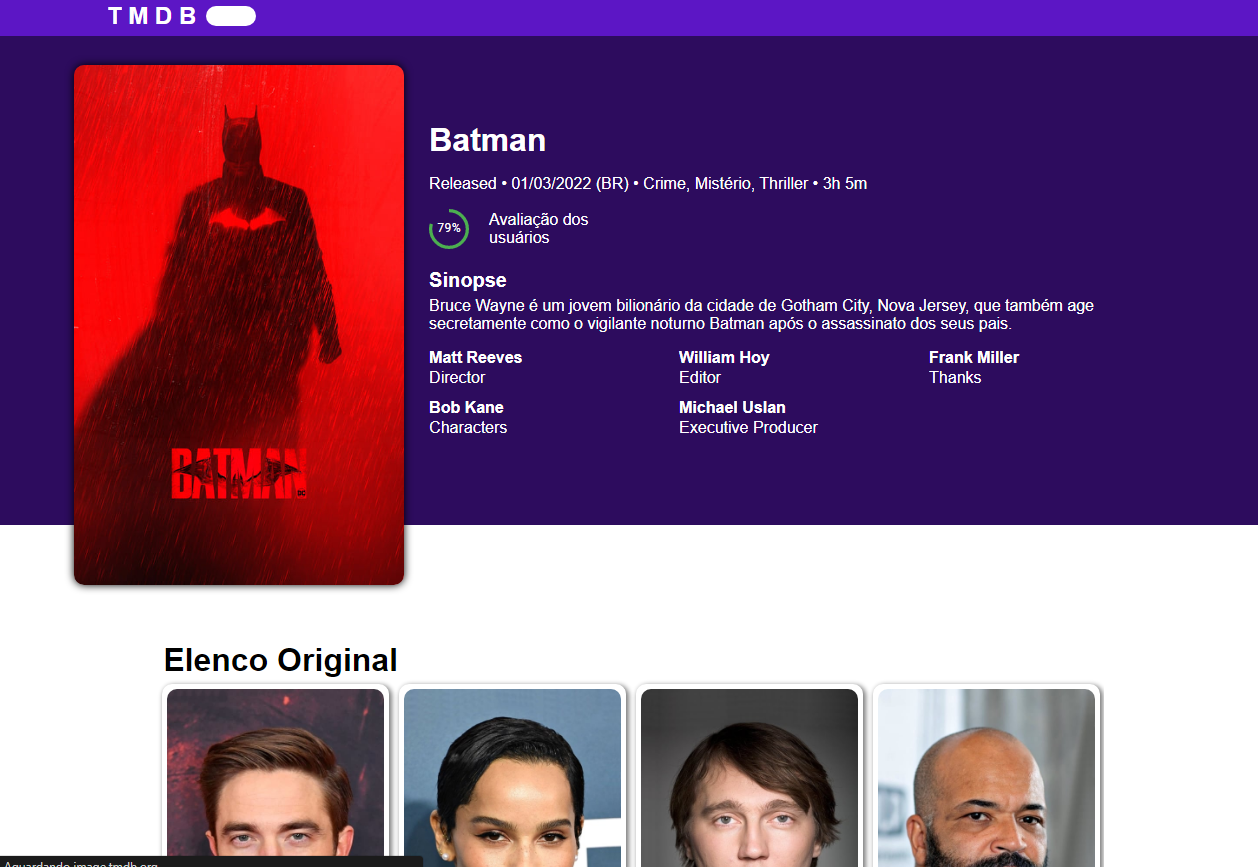 TMDB
Batman
Released • 01/03/2022 (BR) • Crime, Mistério, Thriller • 3h 5m
79%
Avaliação dos
usuários
Sinopse
Bruce Wayne é um jovem bilionário da cidade de Gotham City, Nova Jersey, que também age
secretamente como o vigilante noturno Batman após o assassinato dos seus pais.
Matt Reeves William Hoy Frank Miller
Director Editor Thanks
Bob Kane Michael Uslan
Characters Executive Producer
BATMAN
DC
Elenco Original
Aguardando image.tmdb.org